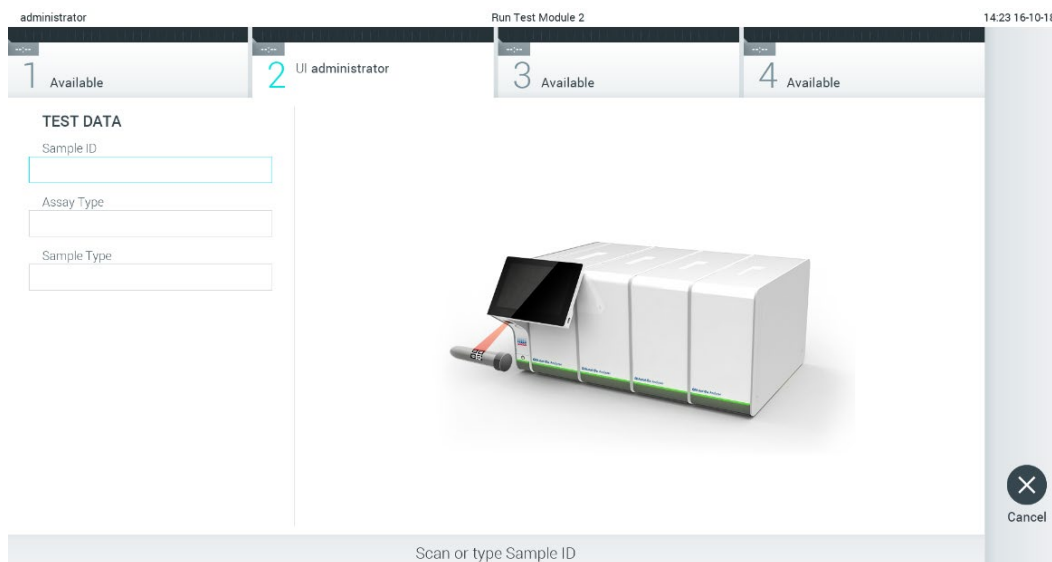 administrator
Run Test Module 2
14:23 16-10-18
--:--
--:--
--:--
--:--
1 Available
2 UI administrator
3 Available
4 Available
TEST DATA
Sample ID
Assay Type
Sample Type
Cancel
Scan or type Sample ID